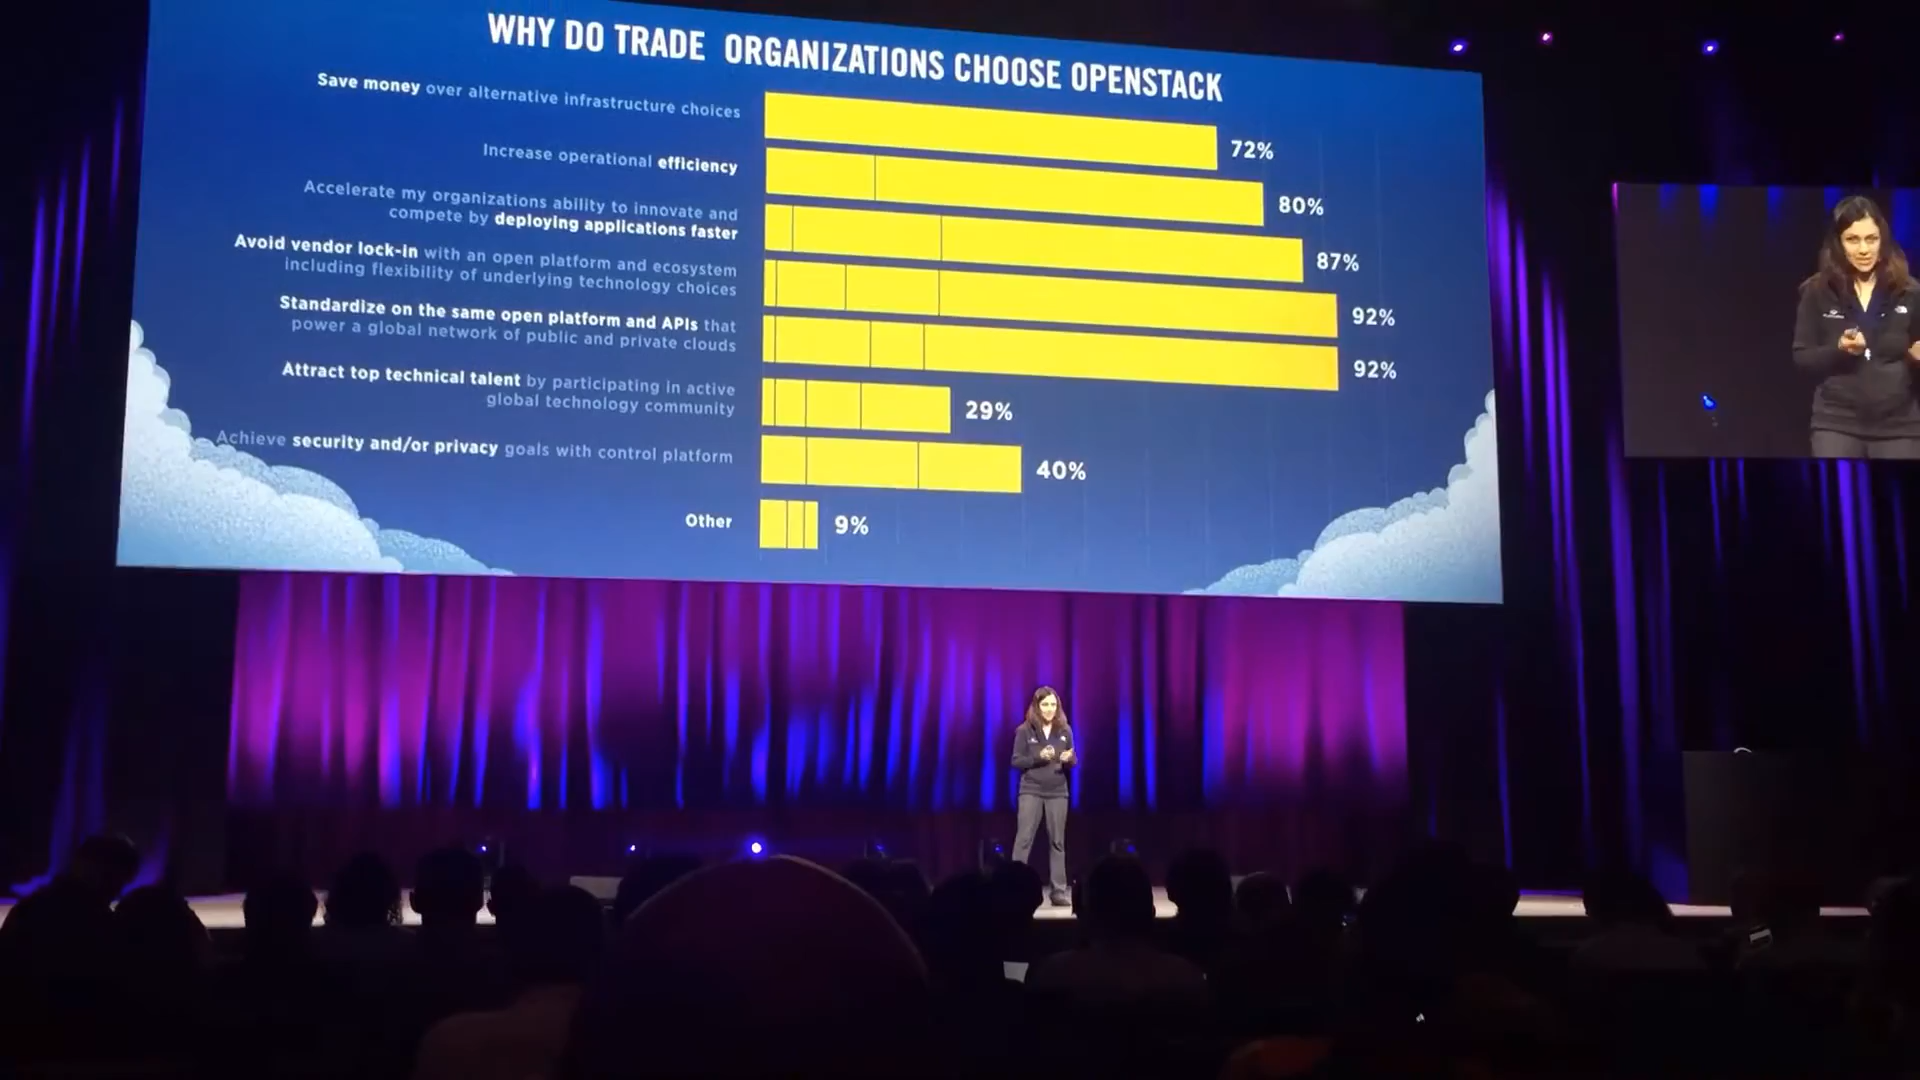 WHY DO TRADE ORGANIZATIONS CHOOSE OPENSTACK
Save money over alternative infrastructure choices
72%
Increase operational efficiency
80%
Accelerate my organizations ability to innovate and
compete by deploying applications faster
87%
Avoid vendor lock-in with an open platform and ecosystem
including flexibility of underlying technology choices
92%
Standardize on the same open platform and APIs that
power a global network of public and private clouds
92%
Attract top technical talent by participating in active
global technology community
29%
Achieve security and/or privacy goals with control platform
40%
Other
9%